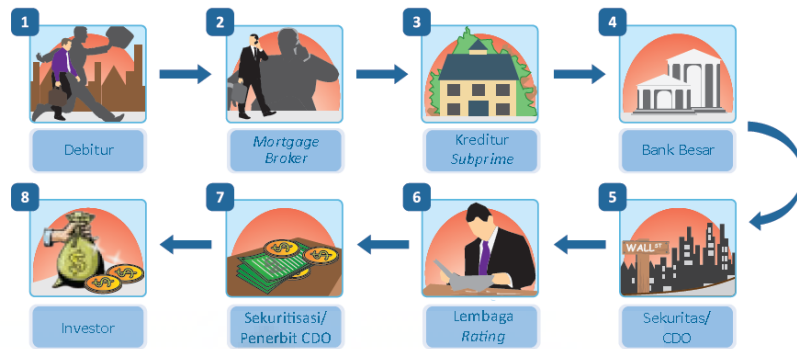 1
Debitur
2
Mortgage
Broker
3
Kreditur
Subprime
4
Bank Besar
5
WALL ST
Sekuritas/
CDO
6
Lembaga
Rating
7
Sekuritisasi/
Penerbit CDO
8
$
Investor